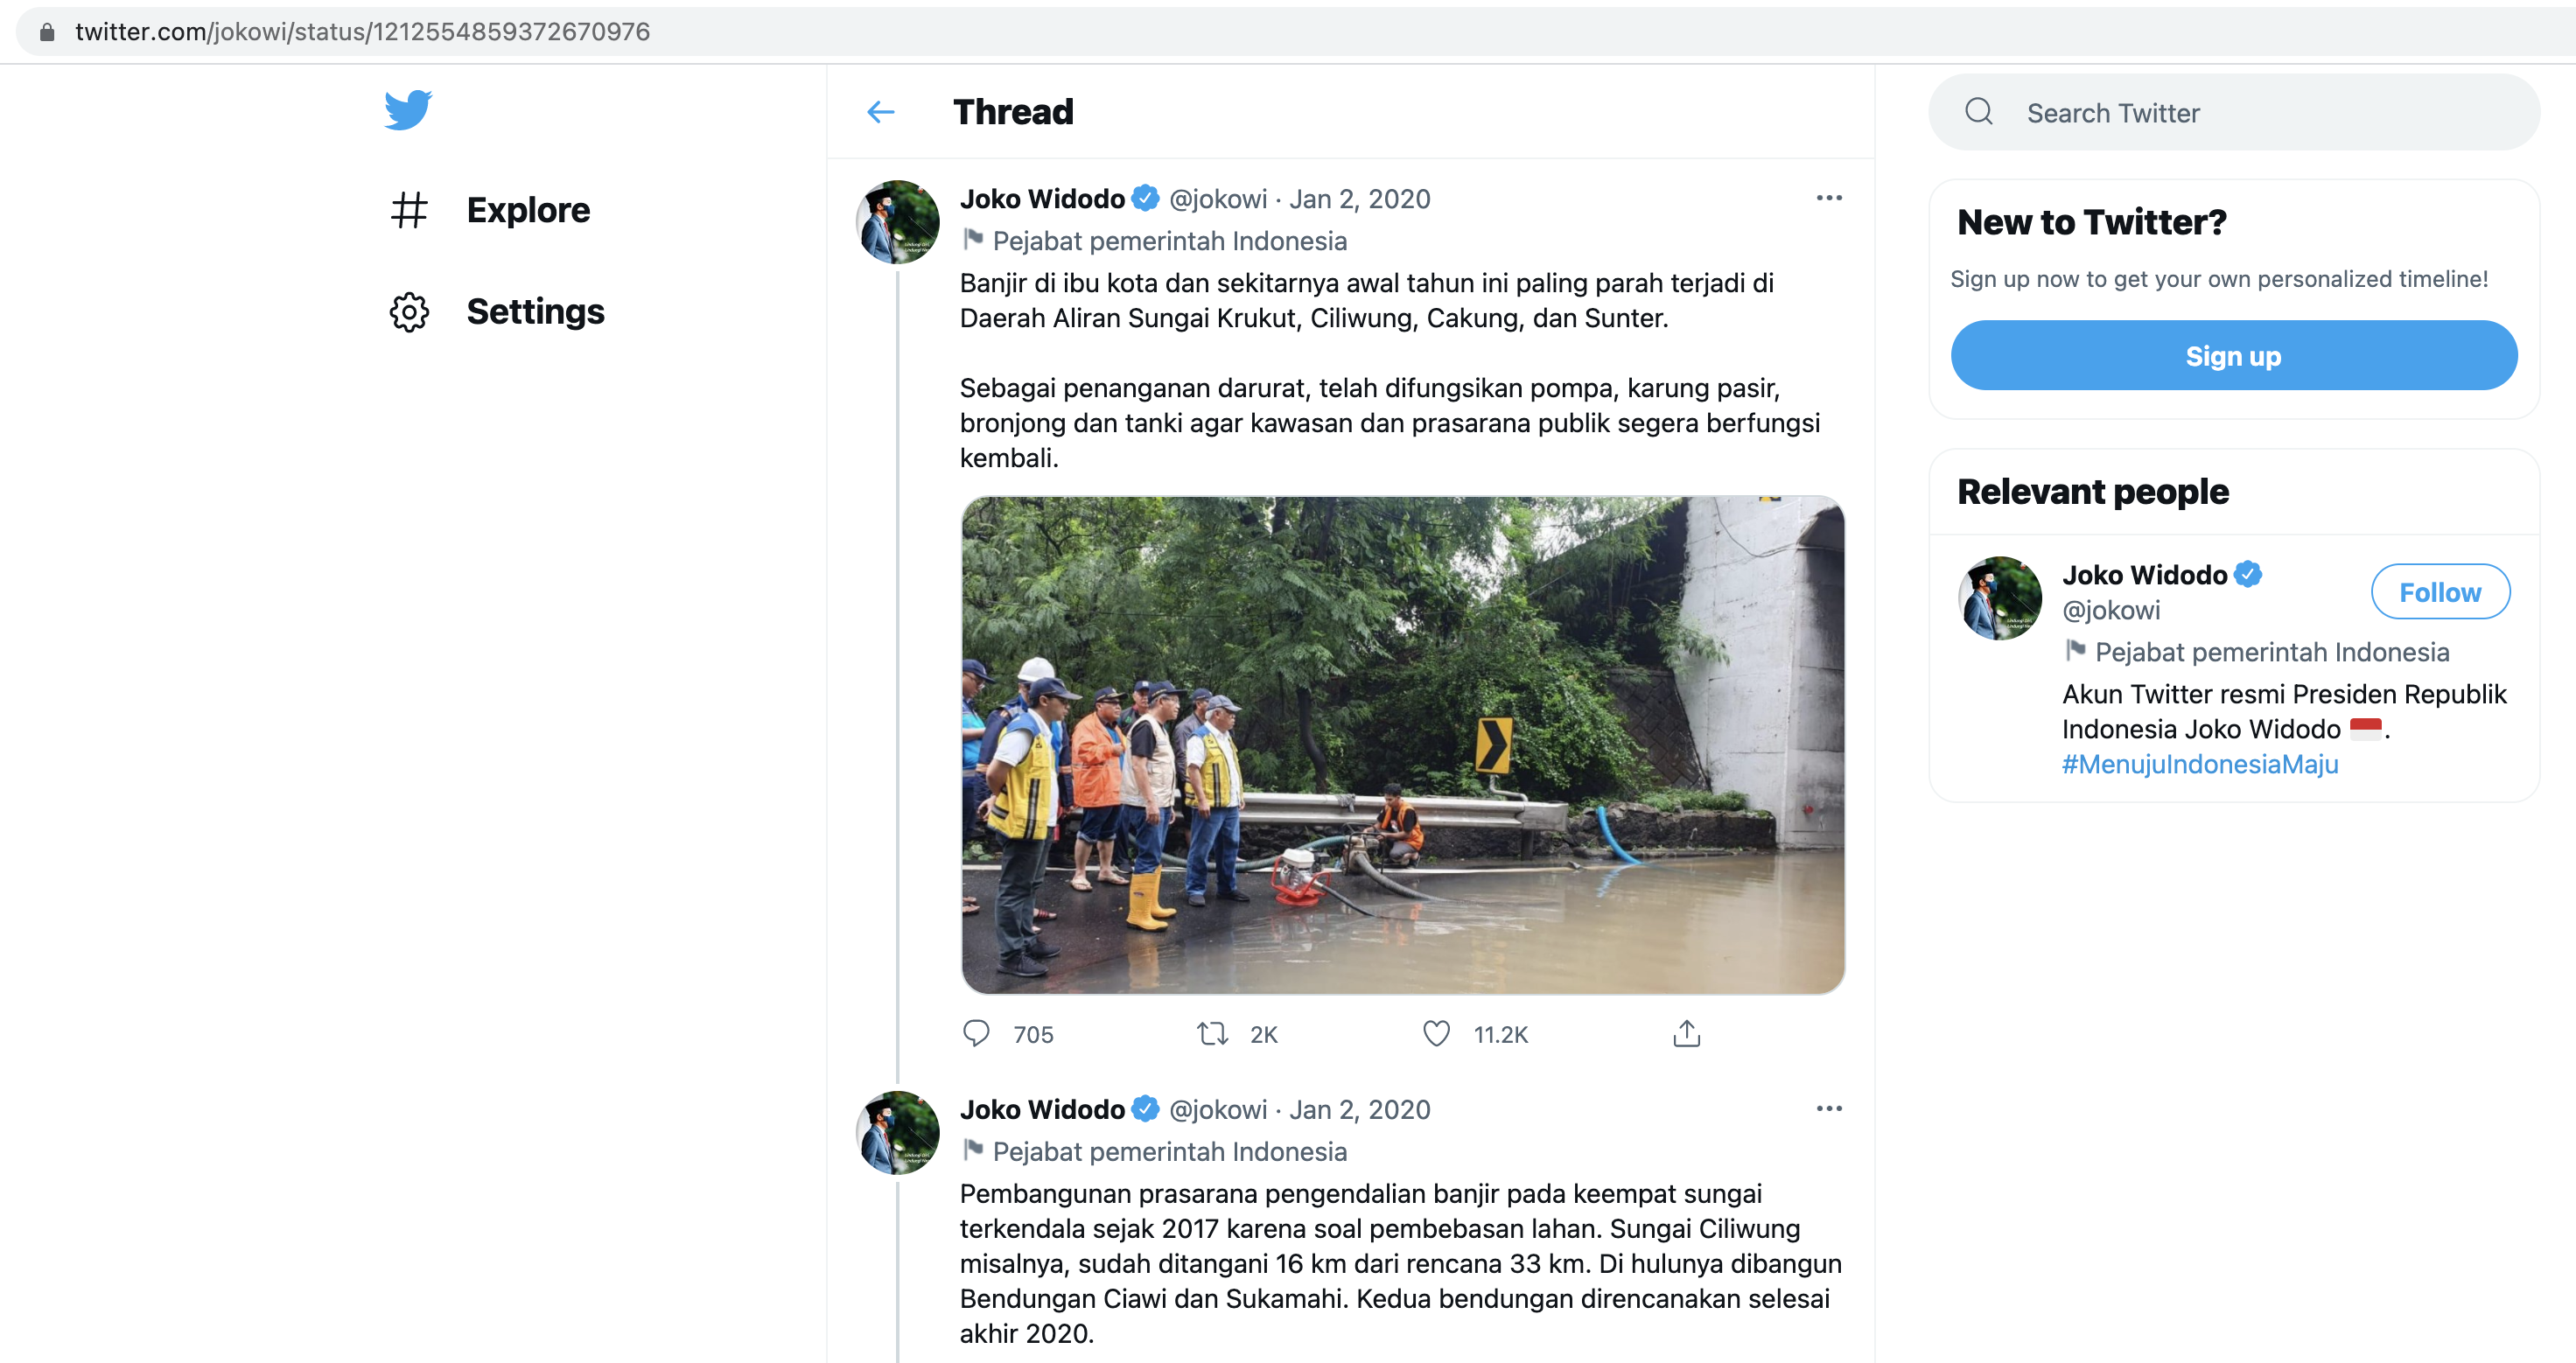 twitter.com/jokowi/status/1212554859372670976
Explore
Settings
Thread
Joko Widodo @jokowi · Jan 2, 2020
Pejabat pemerintah Indonesia
Banjir di ibu kota dan sekitarnya awal tahun ini paling parah terjadi di
Daerah Aliran Sungai Krukut, Ciliwung, Cakung, dan Sunter.
Sebagai penanganan darurat, telah difungsikan pompa, karung pasir,
bronjong dan tanki agar kawasan dan prasarana publik segera berfungsi
kembali.
705 2K 11.2K
Joko Widodo @jokowi · Jan 2, 2020
Pejabat pemerintah Indonesia
Pembangunan prasarana pengendalian banjir pada keempat sungai
terkendala sejak 2017 karena soal pembebasan lahan. Sungai Ciliwung
misalnya, sudah ditangani 16 km dari rencana 33 km. Di hulunya dibangun
Bendungan Ciawi dan Sukamahi. Kedua bendungan direncanakan selesai
akhir 2020.
Search Twitter
New to Twitter?
Sign up now to get your own personalized timeline!
Sign up
Relevant people
Joko Widodo
@jokowi
Follow
Pejabat pemerintah Indonesia
Akun Twitter resmi Presiden Republik
Indonesia Joko Widodo .
#MenujuIndonesiaMaju